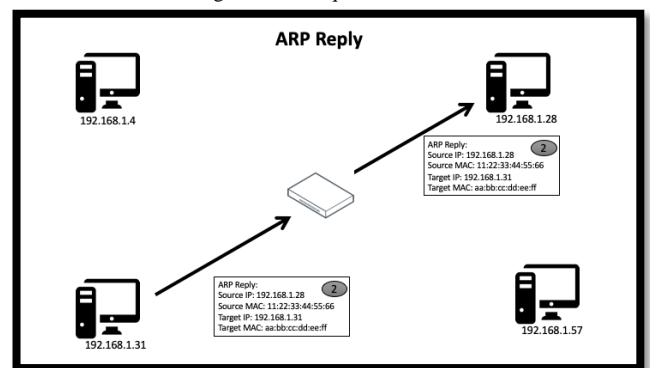 ARP Reply
192.168.1.4
192.168.1.28
ARP Reply:
2
Source IP: 192.168.1.28
Source MAC: 11:22:33:44:55:66
Target IP: 192.168.1.31
Target MAC: aa:bb:cc:dd:ee:ff
ARP Reply:
2
Source IP: 192.168.1.28
Source MAC: 11:22:33:44:55:66
Target IP: 192.168.1.31
Target MAC: aa:bb:cc:dd:ee:ff
192.168.1.31
192.168.1.57